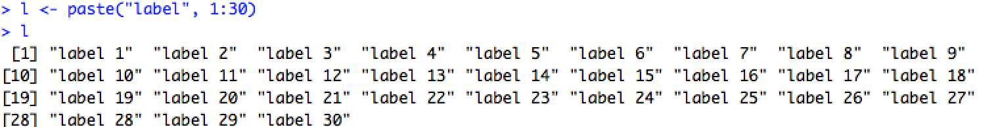 > l <- paste("label", 1:30)
> l
[1] "label 1" "label 2" "label 3" "label 4" "label 5" "label 6" "label 7" "label 8" "label 9"
[10] "label 10" "label 11" "label 12" "label 13" "label 14" "label 15" "label 16" "label 17" "label 18"
[19] "label 19" "label 20" "label 21" "label 22" "label 23" "label 24" "label 25" "label 26" "label 27"
[28] "label 28" "label 29" "label 30"